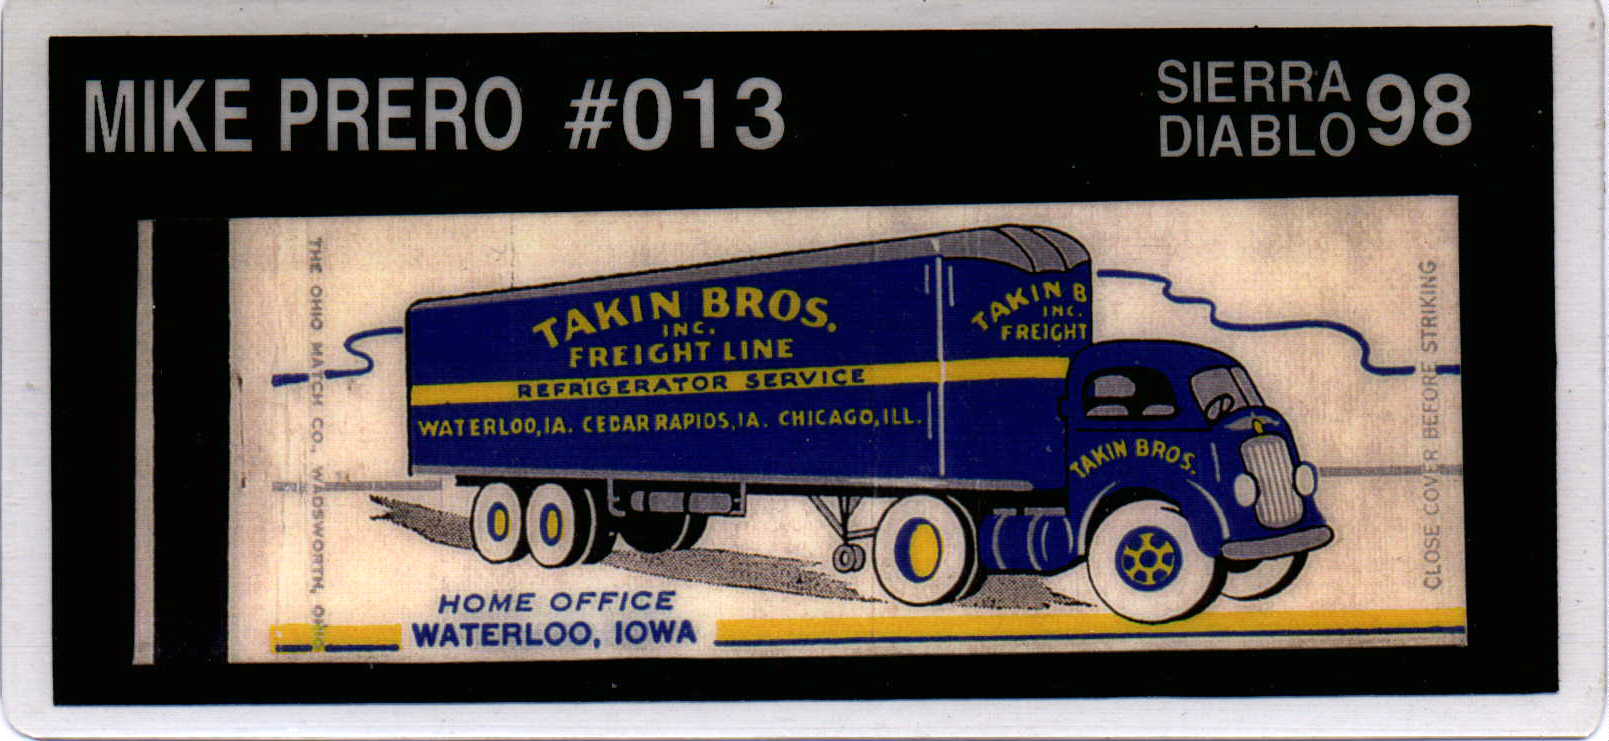 MIKE PRERO #013
SIERRA
DIABLO 98
THE OHIO MATCH CO., WADSWORTH, OHIO
TAKIN BROS.
INC.
FREIGHT LINE
REFRIGERATOR SERVICE
WATERLOO, IA. CEDAR RAPIDS, IA. CHICAGO, ILL.
TAKIN B
INC.
FREIGHT
TAKIN BROS.
CLOSE COVER BEFORE STRIKING
HOME OFFICE
WATERLOO, IOWA